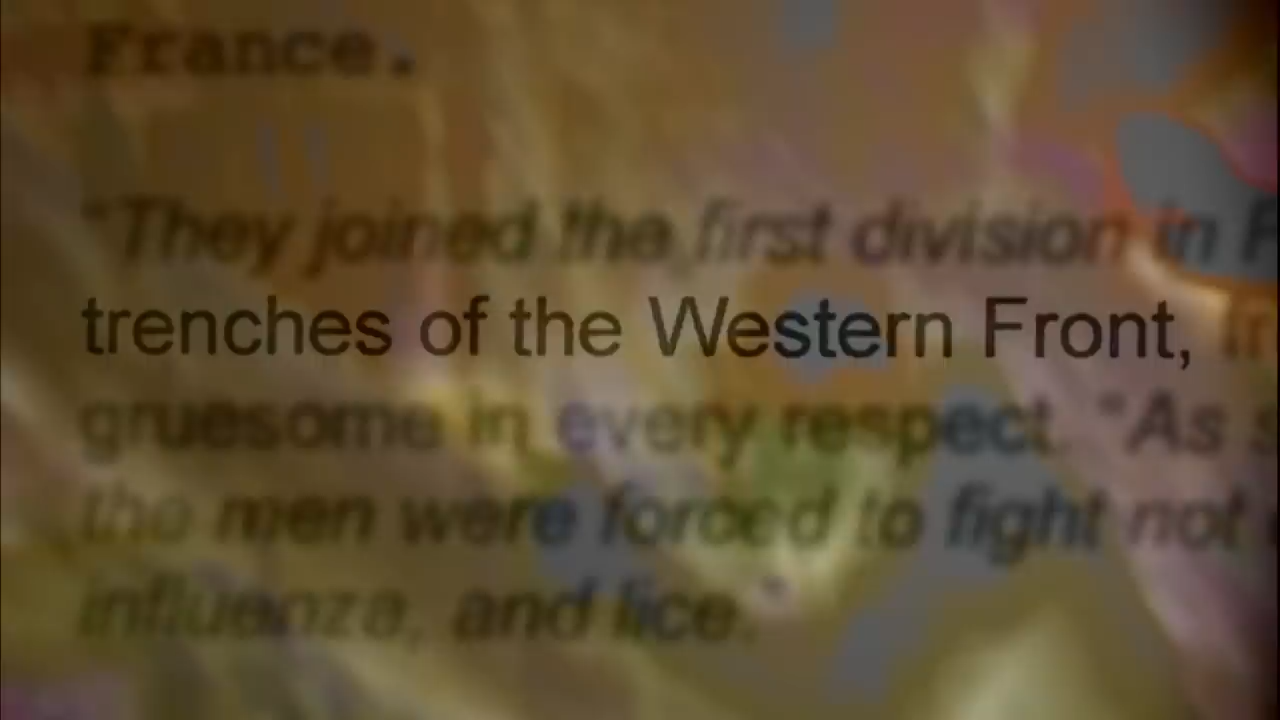 France.
"They joined the first division in F
trenches of the Western Front,
gruesome in every respect. "As s
the men were forced to fight not
influenza, and lice."